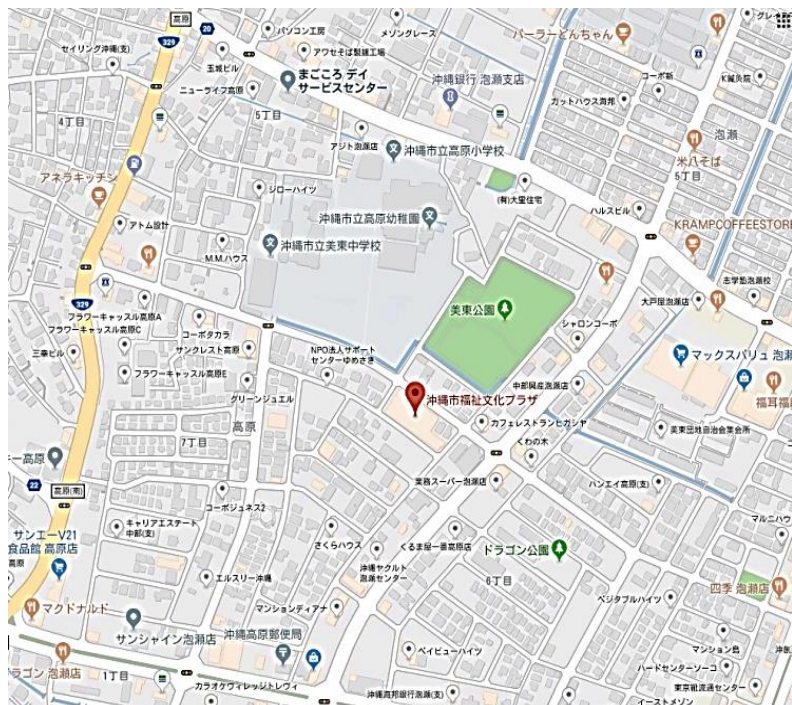 高原
329
20
パソコン工房
メゾングレース
パーラーとんちゃん
セイリング沖縄(支)
アワセそば製麺工場
玉城ビル
まごころ デイ
サービスセンター
沖縄銀行 泡瀬支店
コーポ新
K鍼灸院
ニューライフ高原
ガットハウス海邦
4丁目
5丁目
泡瀬
アジト泡瀬店
沖縄市立高原小学校
米八そば
5丁目
アネラキッチン
ジローハイツ
(有)大里住宅
アトム設計
沖縄市立高原幼稚園
ハルスビル
KRAMPCOFFEESTORE
M.M.ハウス
沖縄市立美東中学校
志学塾泡瀬校
329
美東公園
大戸屋泡瀬店
フラワーキャッスル高原A
フラワーキャッスル高原C
コーポタカラ
シャロンコーポ
三幸ビル
サンクレスト高原
NPO法人サポート
センターゆめさき
マックスバリュ 泡瀬
フラワーキャッスル高原E
中部興産泡瀬店
グリーンジュエル
沖縄市福祉文化プラザ
高原
カフェレストランヒガシヤ
美東団地自治会集会所
7丁目
くわの木
キー高原
22
高原(南)
業務スーパー泡瀬店
ハンエイ高原(支)
コーポジュネス2
サンエーV21
食品館 高原店
キャリアエステート
中部(支)
さくらハウス
くるま屋一番高原店
マルニハウ
高原
沖縄ヤクルト
泡瀬センター
ドラゴン公園
エルスリー沖縄
6丁目
四季 泡瀬店
マクドナルド
マンションディアナ
ベジタブルハイツ
サンシャイン泡瀬店
沖縄高原郵便局
マンション島
ベイビューハイツ
ハードセンターソーコ
ラゴン 泡瀬店
1丁目
カラオケヴィレッジトレヴィ
沖縄海邦銀行泡瀬(支)
東京靴流通センター
イーストメゾン